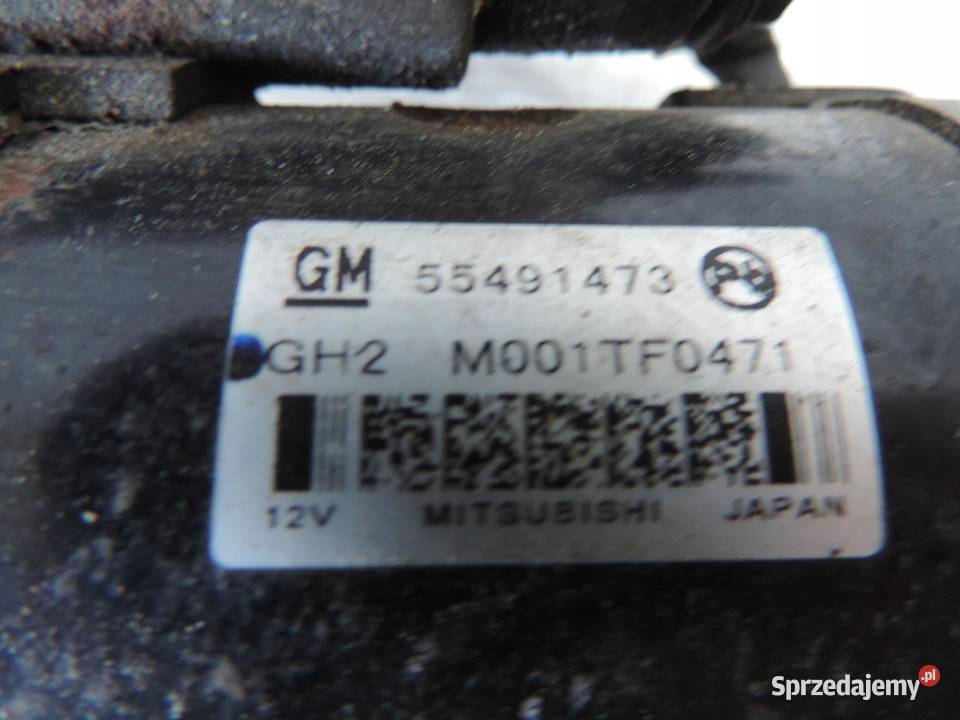 GM 55491473 Pb
GH2 M001TF0471
12V MITSUBISHI JAPAN
Sprzedajemy.pl